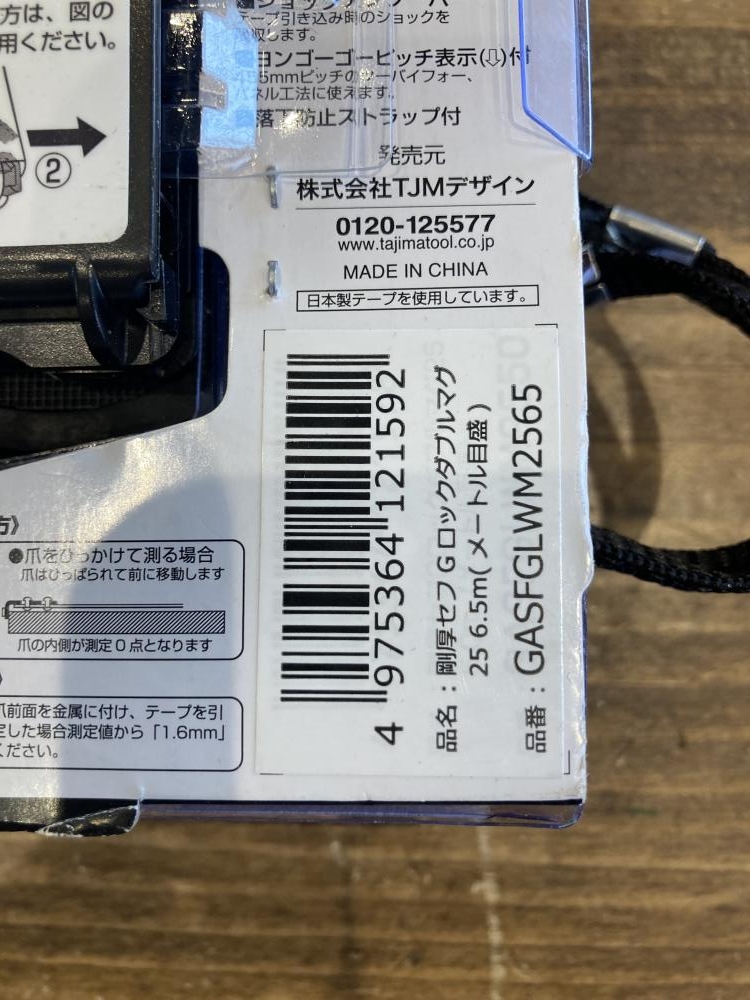 方は、図の
用ください。
②
テープ引き込み時のショックを
します。
ヨンゴーゴーピッチ表示(⇩)付
mmピッチのツーバイフォー、
ネル工法に使えます。
防止ストラップ付
発売元
株式会社TJMデザイン
0120-125577
www.tajimatool.co.jp
MADE IN CHINA
日本製テープを使用しています。
4 975364 121592
品名：剛厚セフGロックダブルマグ
25 6.5m(メートル目盛)
品番：GASFGLWM2565
方》
●爪をひっかけて測る場合
爪はひっぱられて前に移動します
爪の内側が測定0点となります
爪前面を金属に付け、テープを引
定した場合測定値から「1.6mm」
ください。